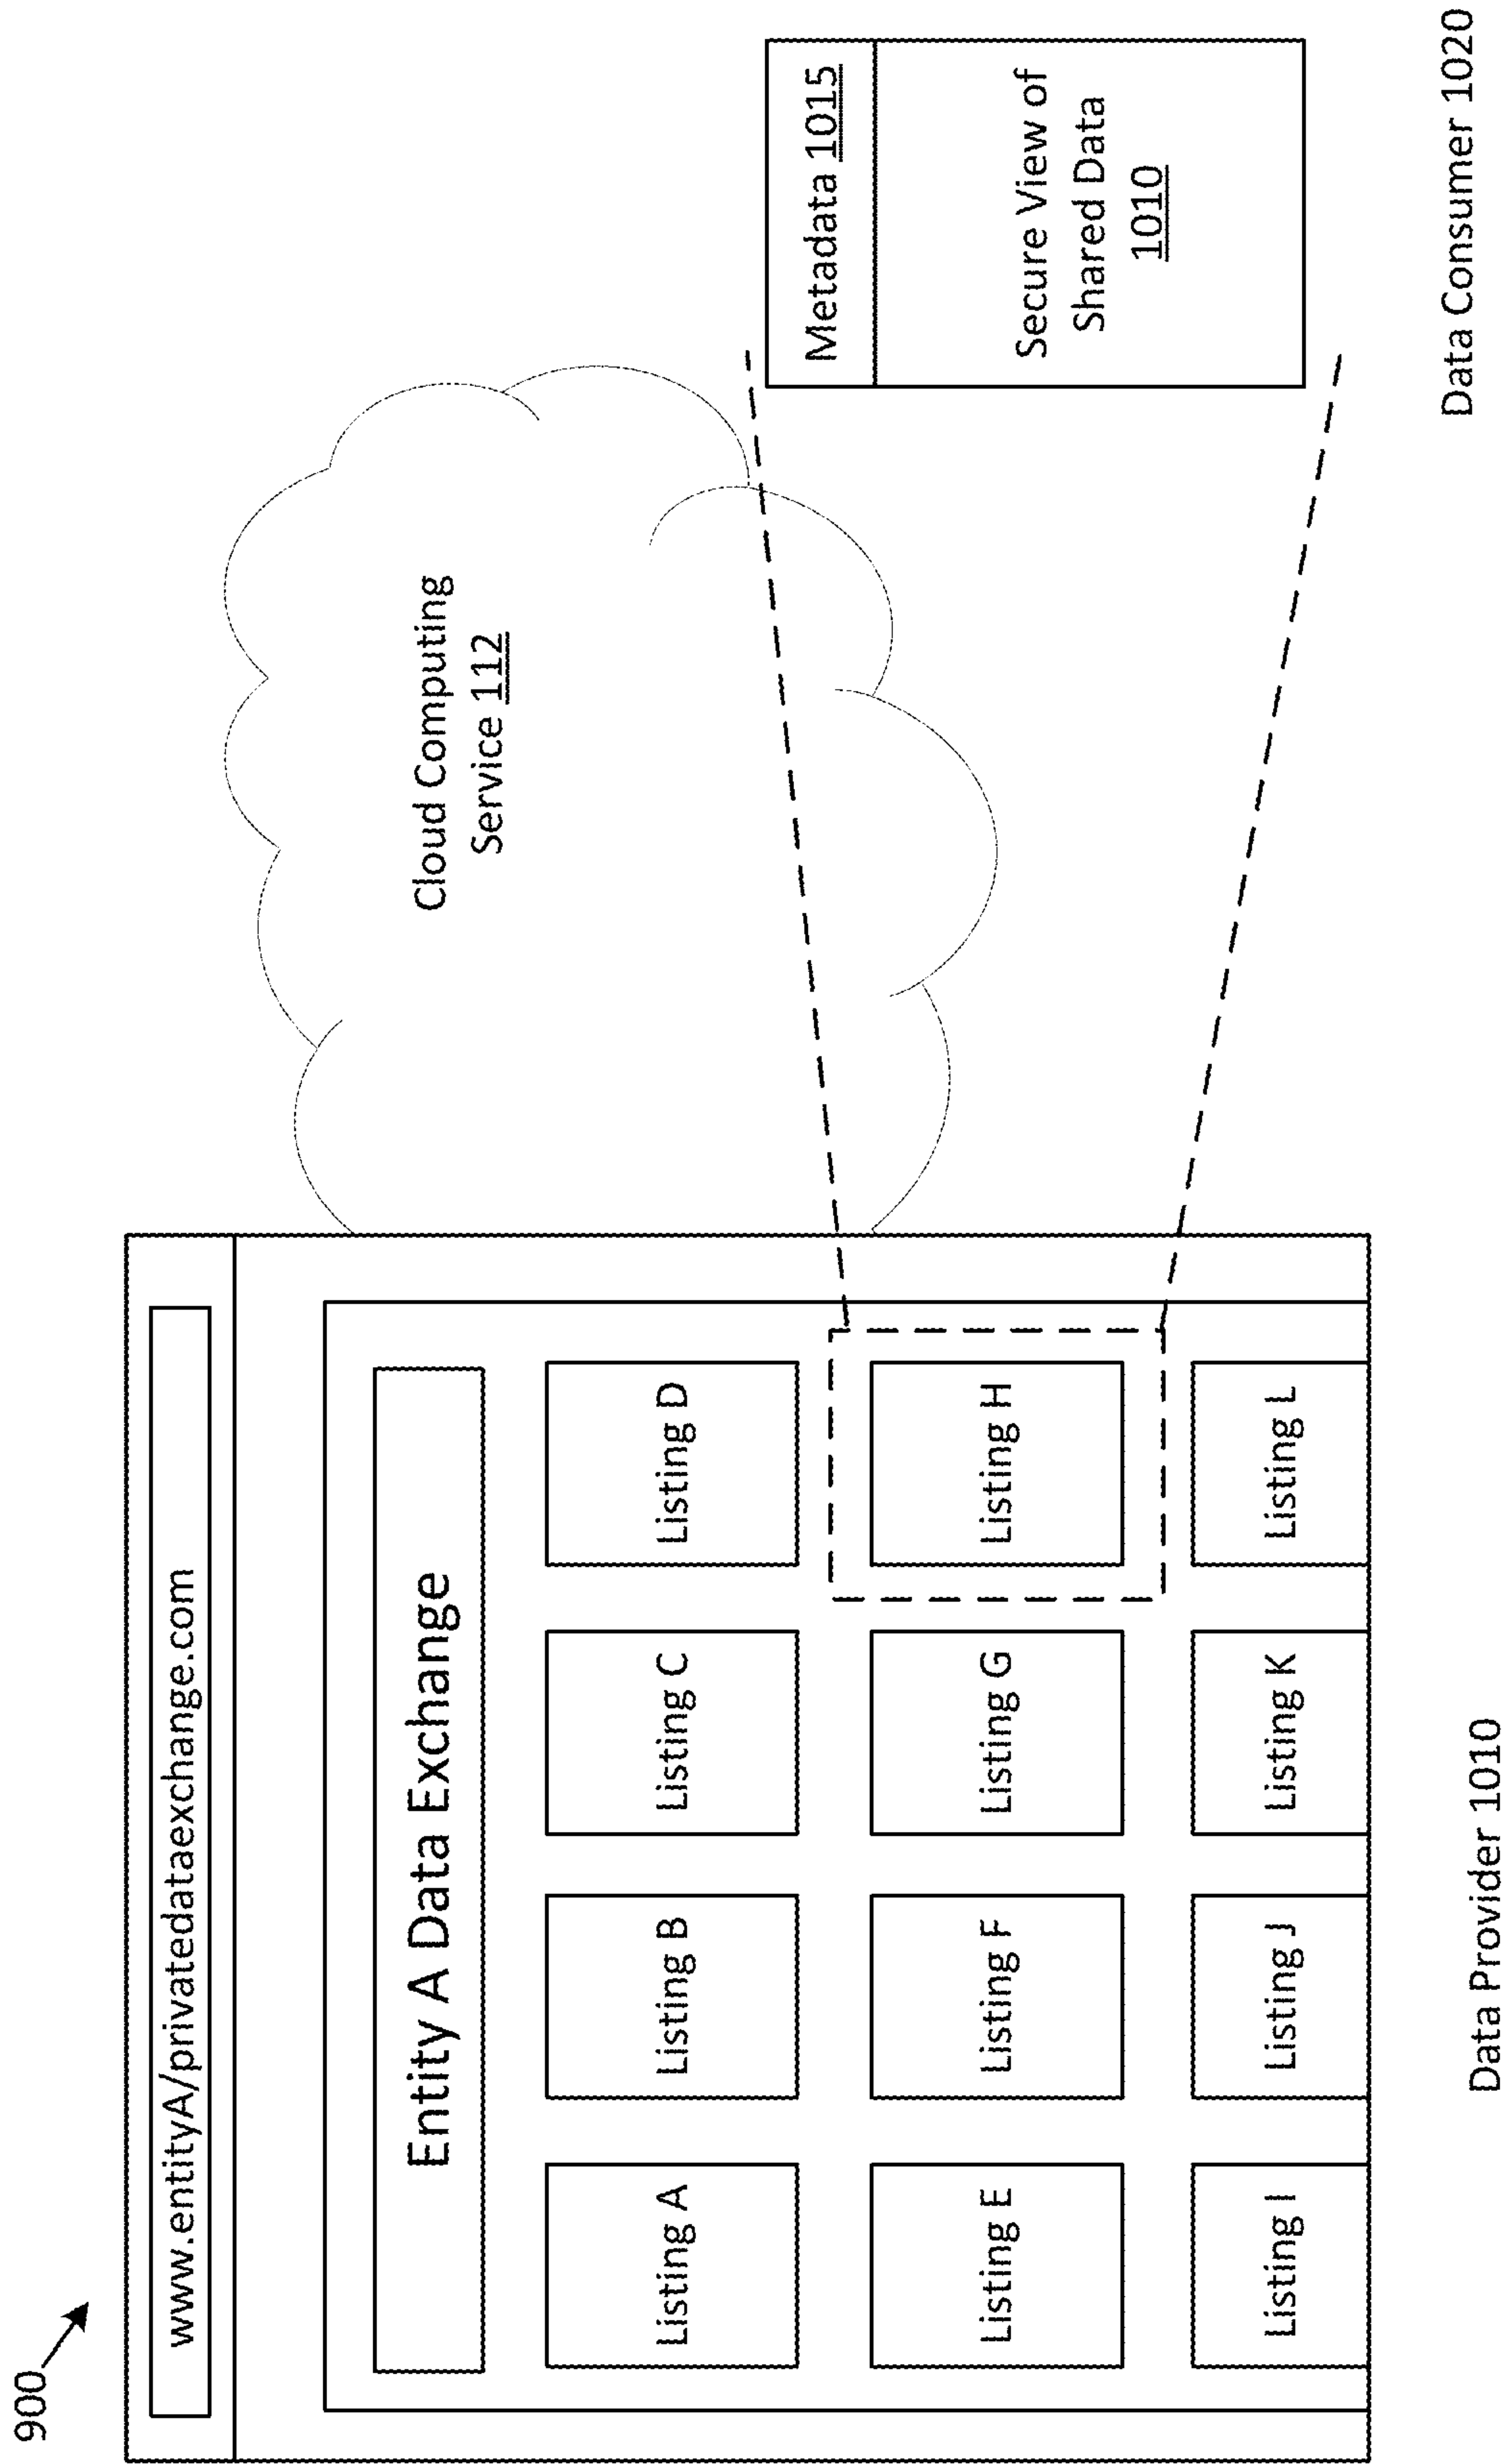 900
www.entityA/privatedataexchange.com
Entity A Data Exchange
Listing A
Listing B
Listing C
Listing D
Listing E
Listing F
Listing G
Listing H
Listing I
Listing J
Listing K
Listing L
Cloud Computing
Service 112
Metadata 1015
Secure View of
Shared Data
1010
Data Provider 1010
Data Consumer 1020